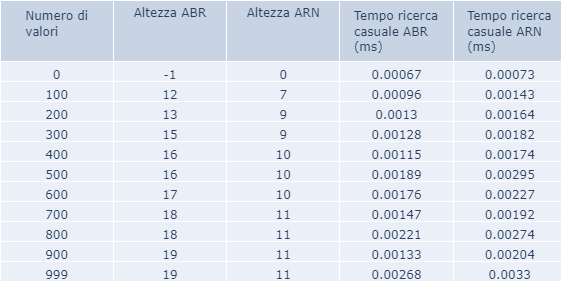 Numero di valori Altezza ABR Altezza ARN Tempo ricerca casuale ABR (ms) Tempo ricerca casuale ARN (ms)
0 -1 0 0.00067 0.00073
100 12 7 0.00096 0.00143
200 13 9 0.0013 0.00164
300 15 9 0.00128 0.00182
400 16 10 0.00115 0.00174
500 16 10 0.00189 0.00295
600 17 10 0.00176 0.00227
700 18 11 0.00147 0.00192
800 18 11 0.00221 0.00274
900 19 11 0.00133 0.00204
999 19 11 0.00268 0.0033